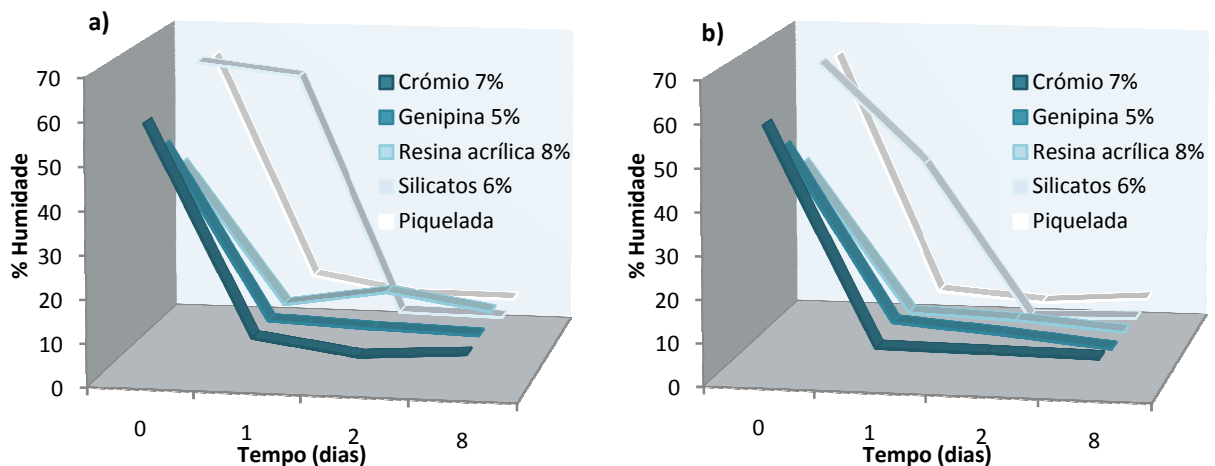 a)
% Humidade
70
60
50
40
30
20
10
0
0 1 2 8
Tempo (dias)
Crómio 7%
Genipina 5%
Resina acrílica 8%
Silicatos 6%
Piquelada
b)
% Humidade
70
60
50
40
30
20
10
0
0 1 2 8
Tempo (dias)
Crómio 7%
Genipina 5%
Resina acrílica 8%
Silicatos 6%
Piquelada